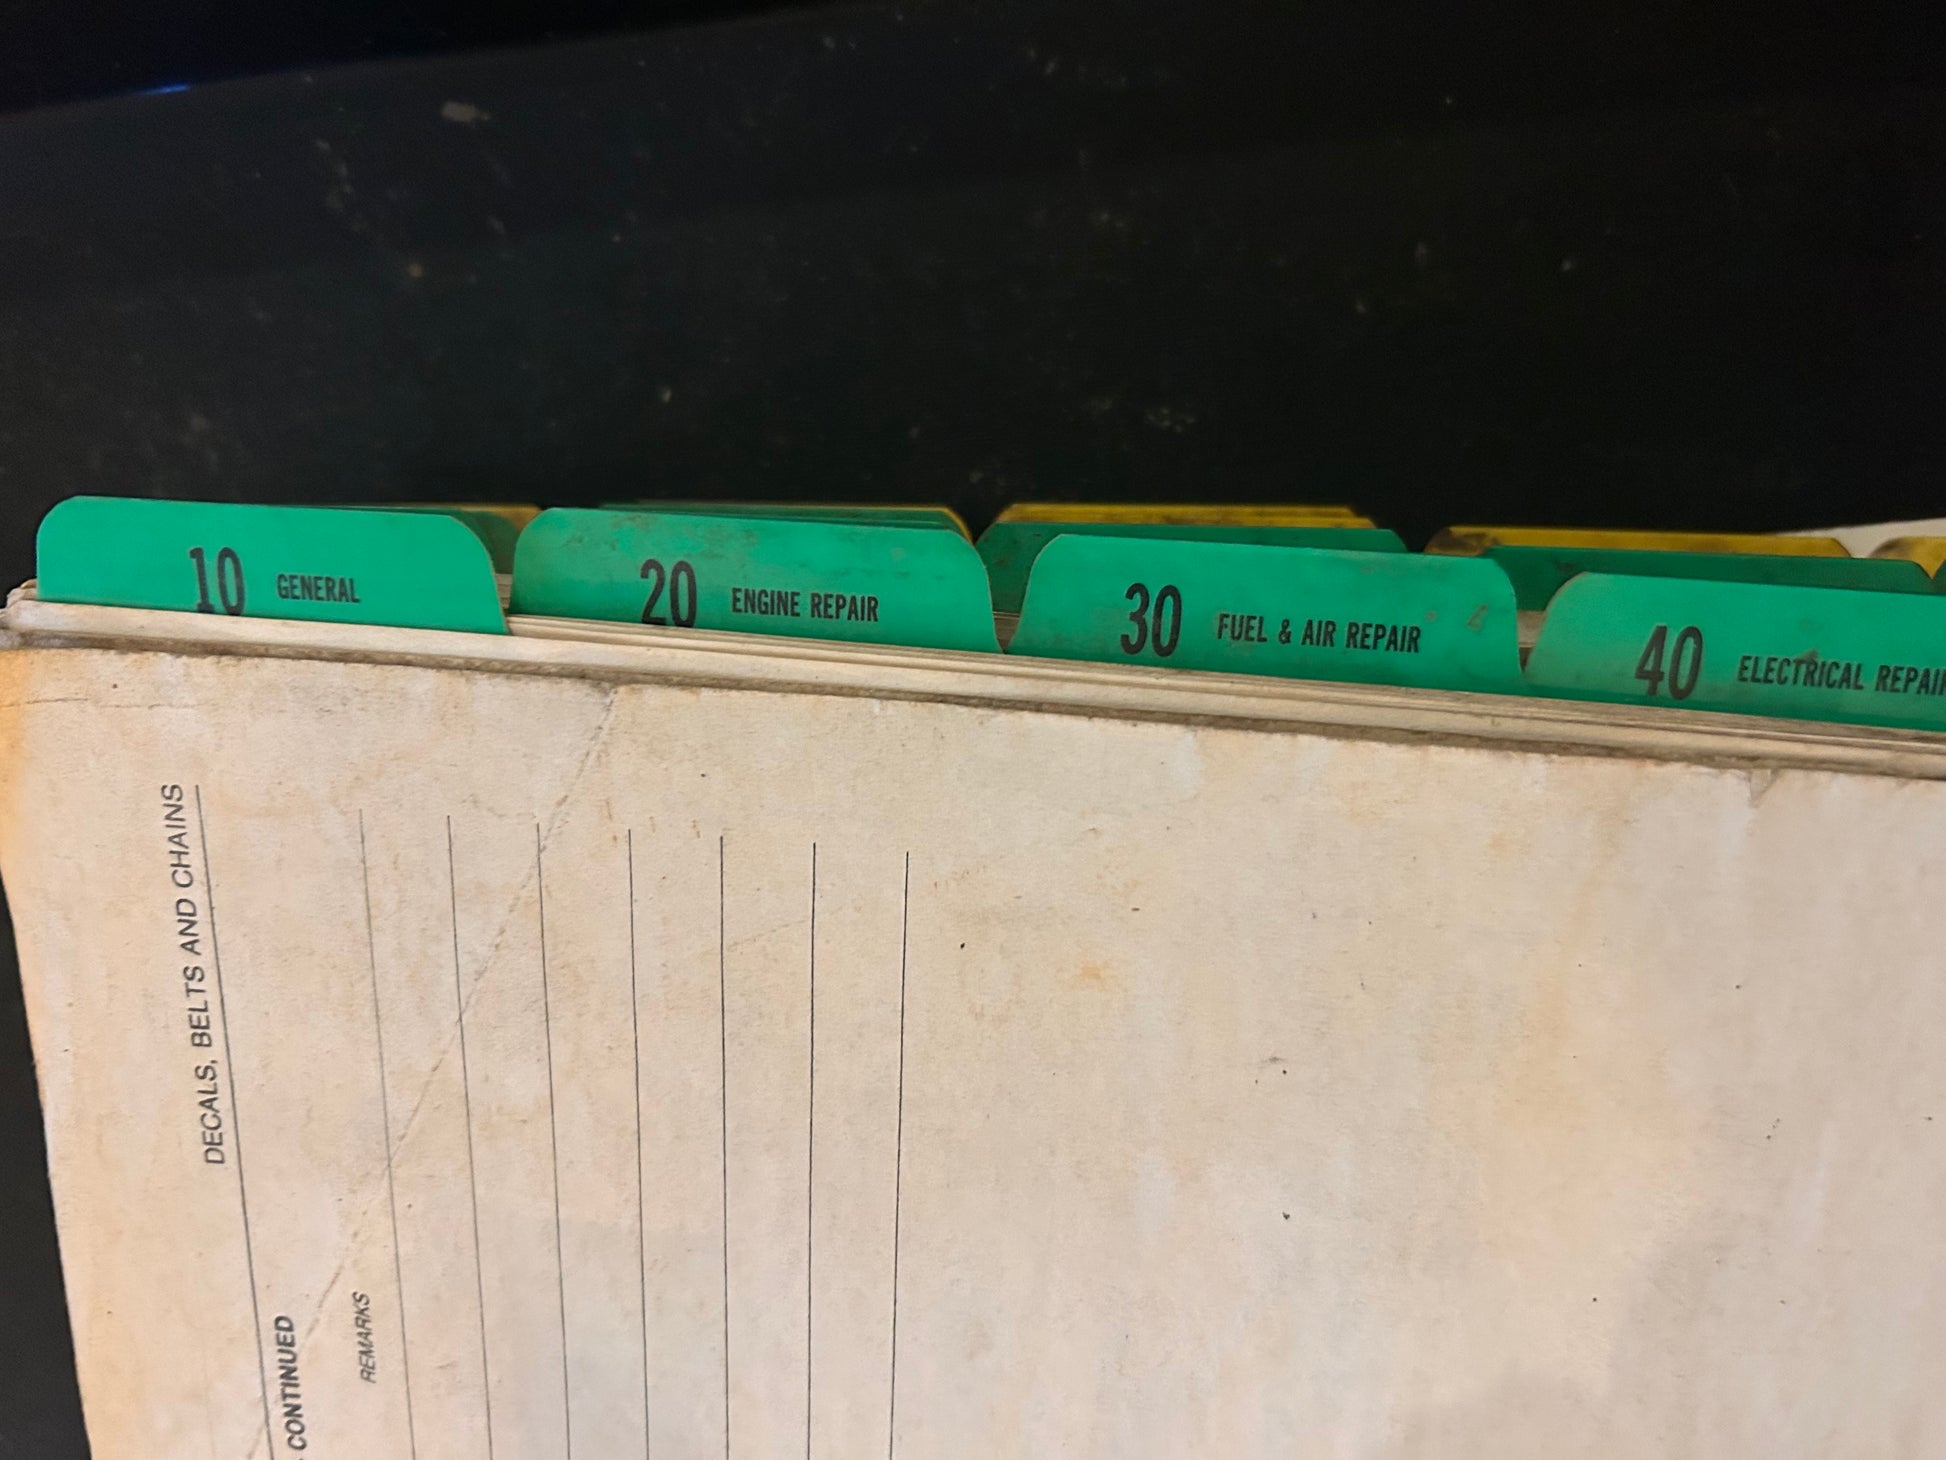 10 GENERAL
20 ENGINE REPAIR
30 FUEL & AIR REPAIR
40 ELECTRICAL REPAIR
DECALS, BELTS AND CHAINS
CONTINUED
REMARKS